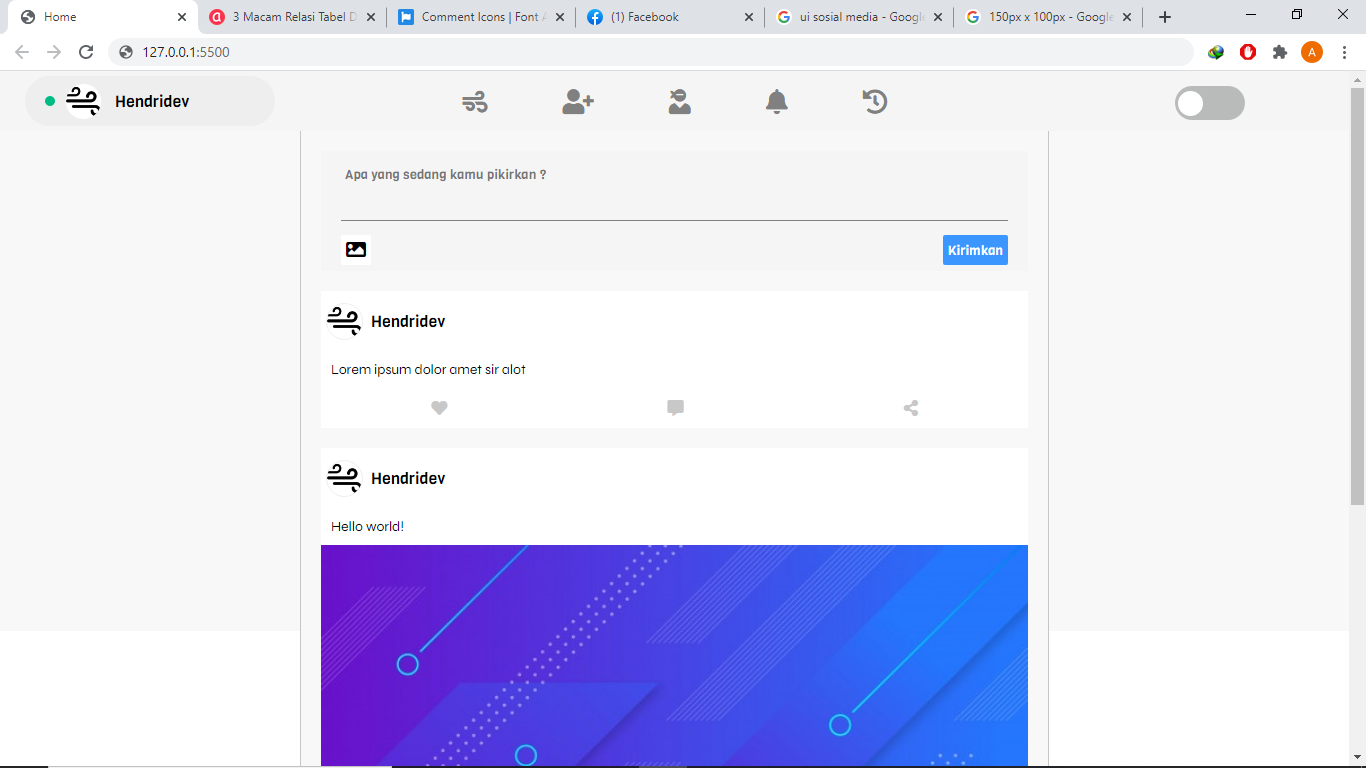 Home
3 Macam Relasi Tabel D
Comment Icons | Font A
(1) Facebook
ui sosial media - Google
150px x 100px - Google
127.0.0.1:5500
A
Hendridev
Apa yang sedang kamu pikirkan ?
Kirimkan
Hendridev
Lorem ipsum dolor amet sir alot
Hendridev
Hello world!